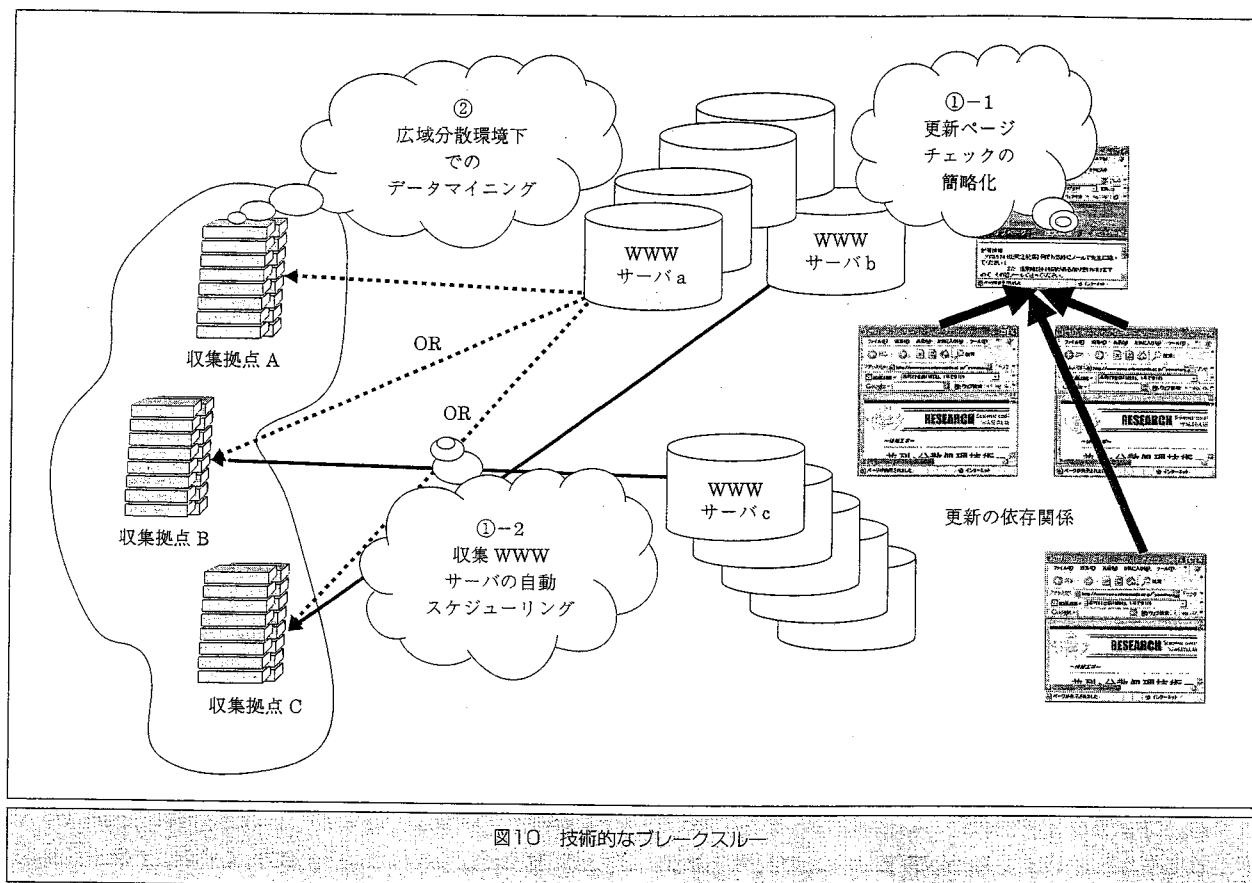 ②
広域分散環境下
での
データマイニング
①−1
更新ページ
チェックの
簡略化
WWW
サーバa
WWW
サーバb
収集拠点 A
OR
OR
収集拠点 B
WWW
サーバc
①−2
収集 WWW
サーバの自動
スケジューリング
収集拠点 C
RESEARCH
RESEARCH
更新の依存関係
RESEARCH
図10 技術的なブレークスルー